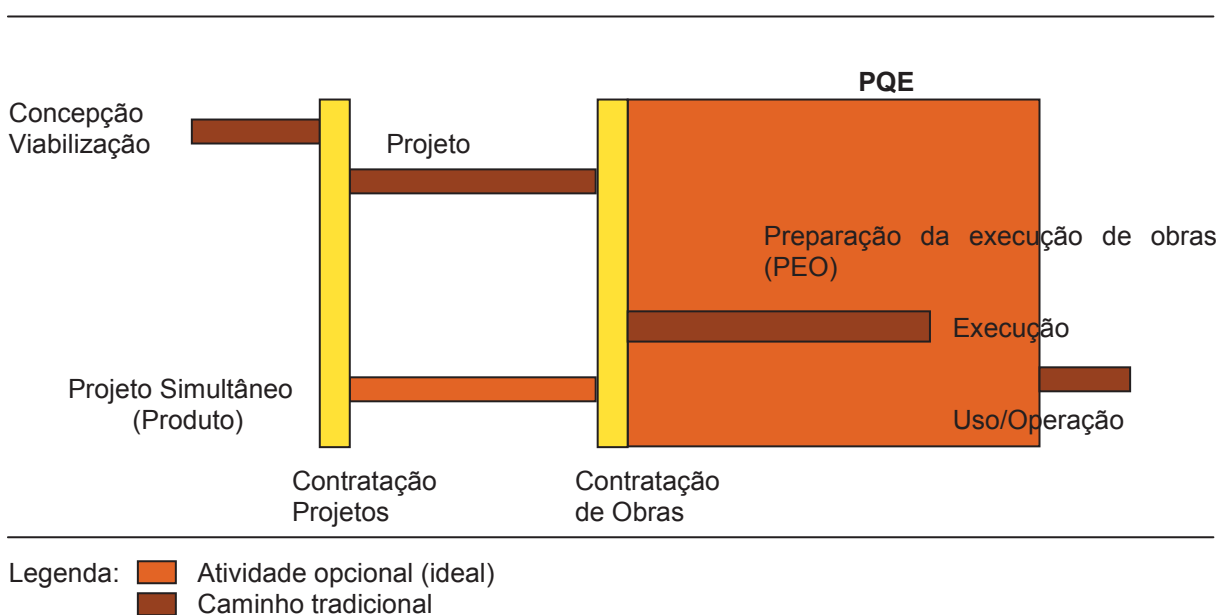 PQE
Concepção
Viabilização
Projeto
Preparação da execução de obras
(PEO)
Execução
Projeto Simultâneo
(Produto)
Uso/Operação
Contratação
Projetos
Contratação
de Obras
Legenda:
Atividade opcional (ideal)
Caminho tradicional